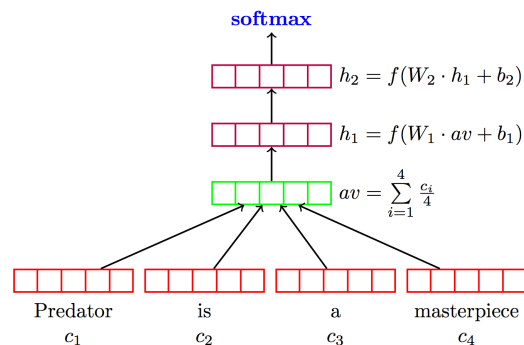 softmax
h₂ = f(W₂ · h₁ + b₂)
h₁ = f(W₁ · av + b₁)
av = ∑_{i=1}^{4} c_i/4
Predator is a masterpiece
c₁ c₂ c₃ c₄